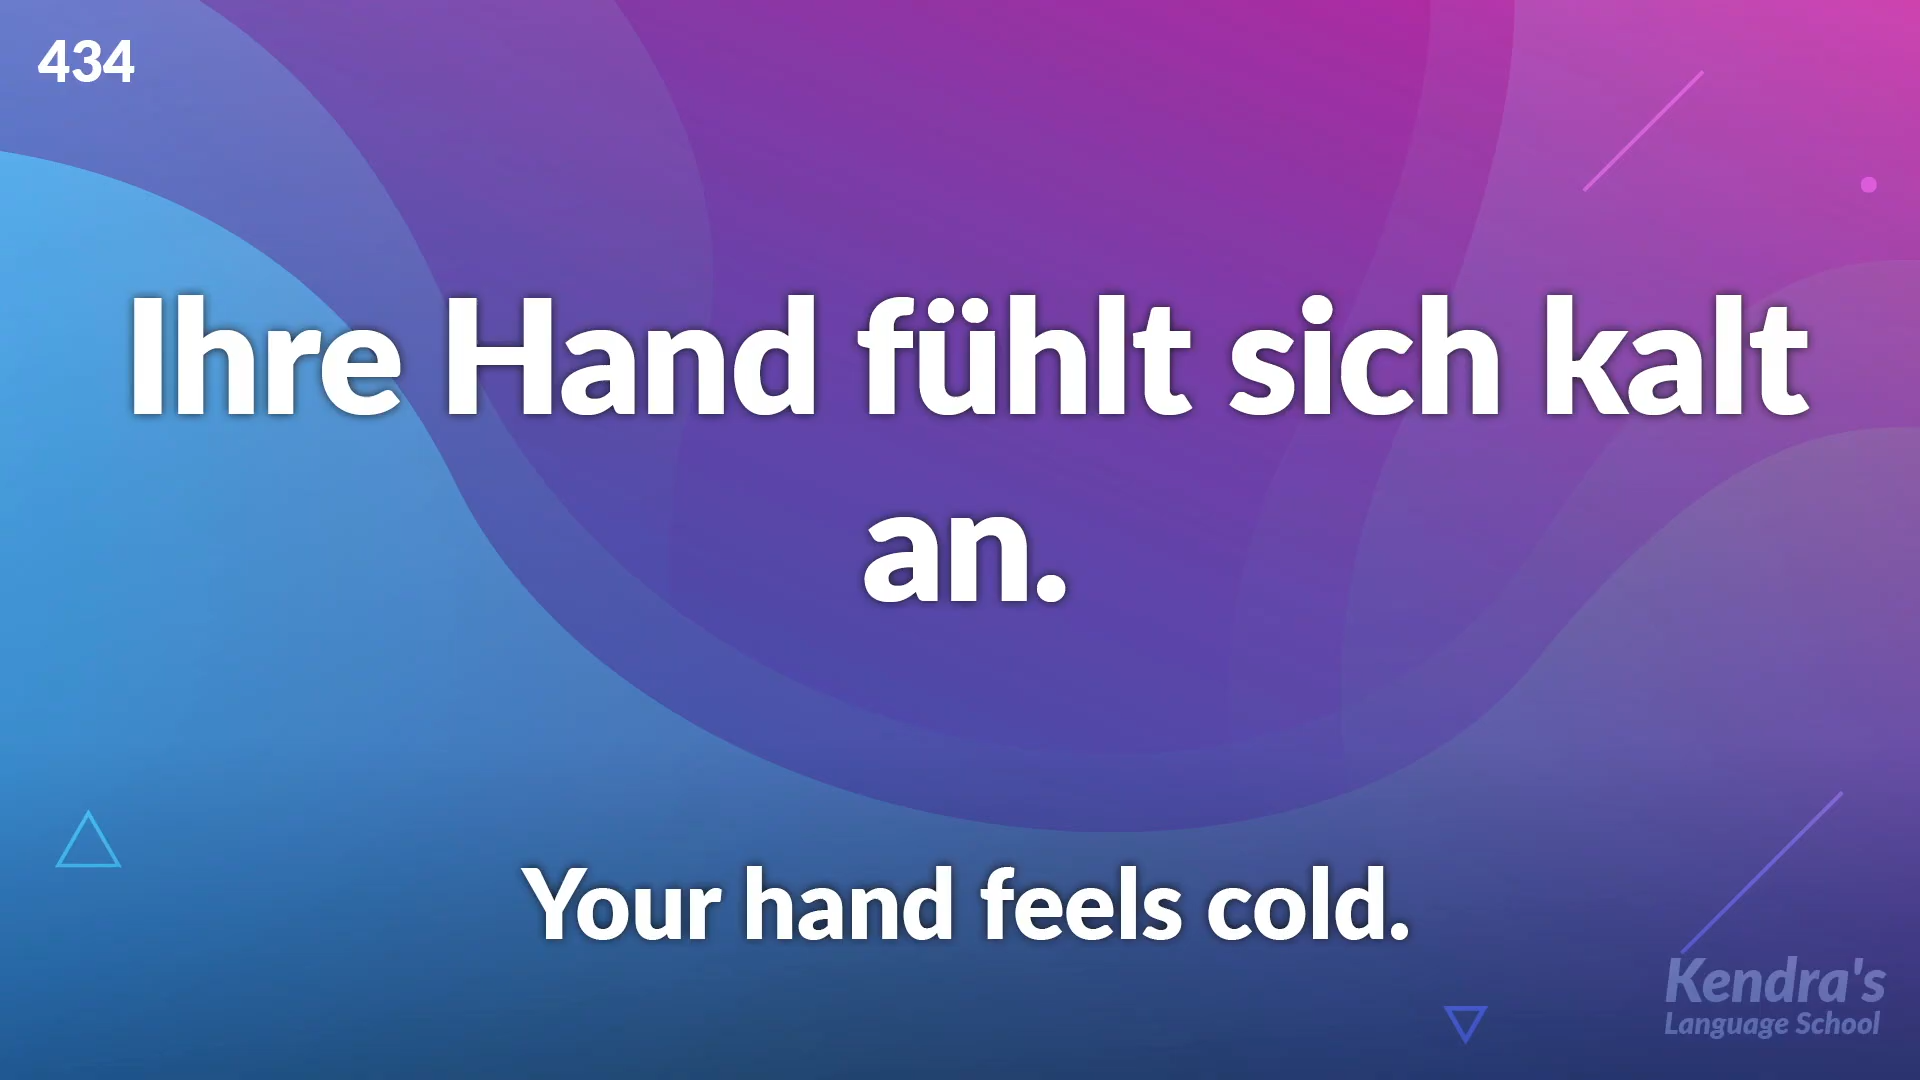 434
Ihre Hand fühlt sich kalt
an.
Your hand feels cold.
Kendra's
Language School